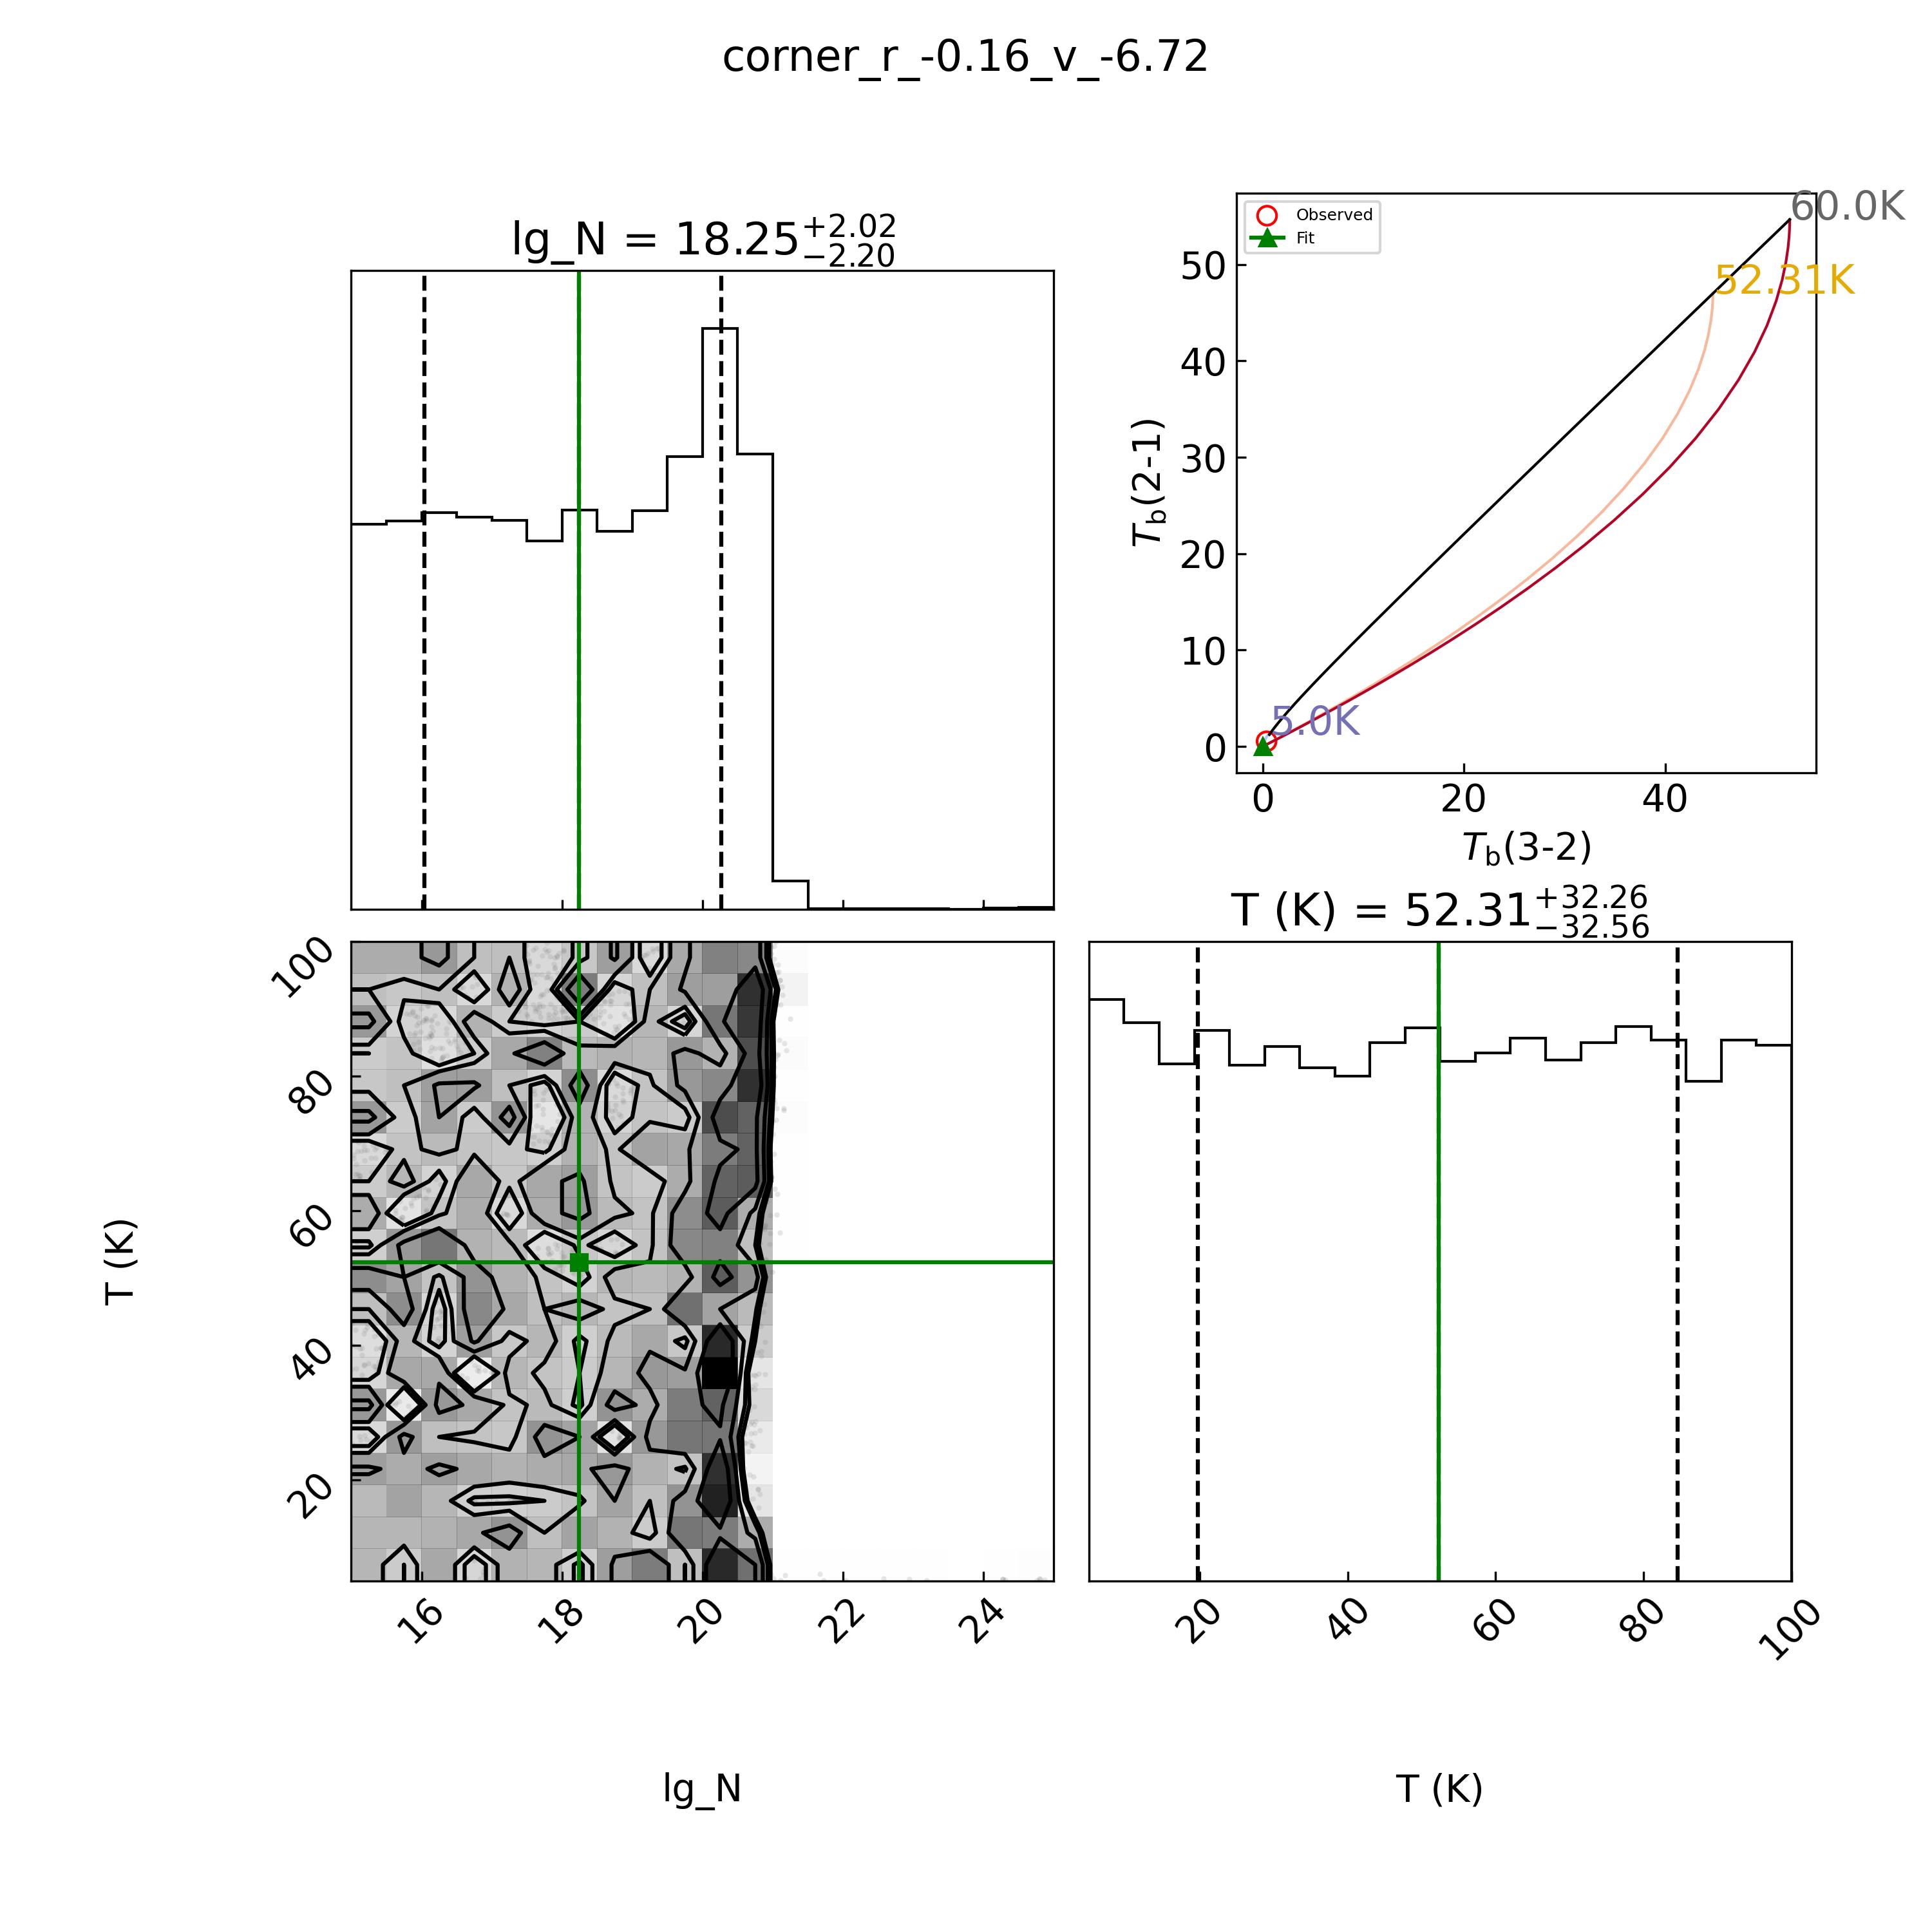 corner_r_-0.16_v_-6.72
lg_N = 18.25+2.02−2.20
60.0K
Observed
Fit
52.31K
50
40
30
20
10
0
Tb(2-1)
5.0K
0 20 40
Tb(3-2)
T (K) = 52.31+32.26−32.56
100
80
60
40
20
T (K)
16 18 20 22 24
20 40 60 80 100
lg_N
T (K)